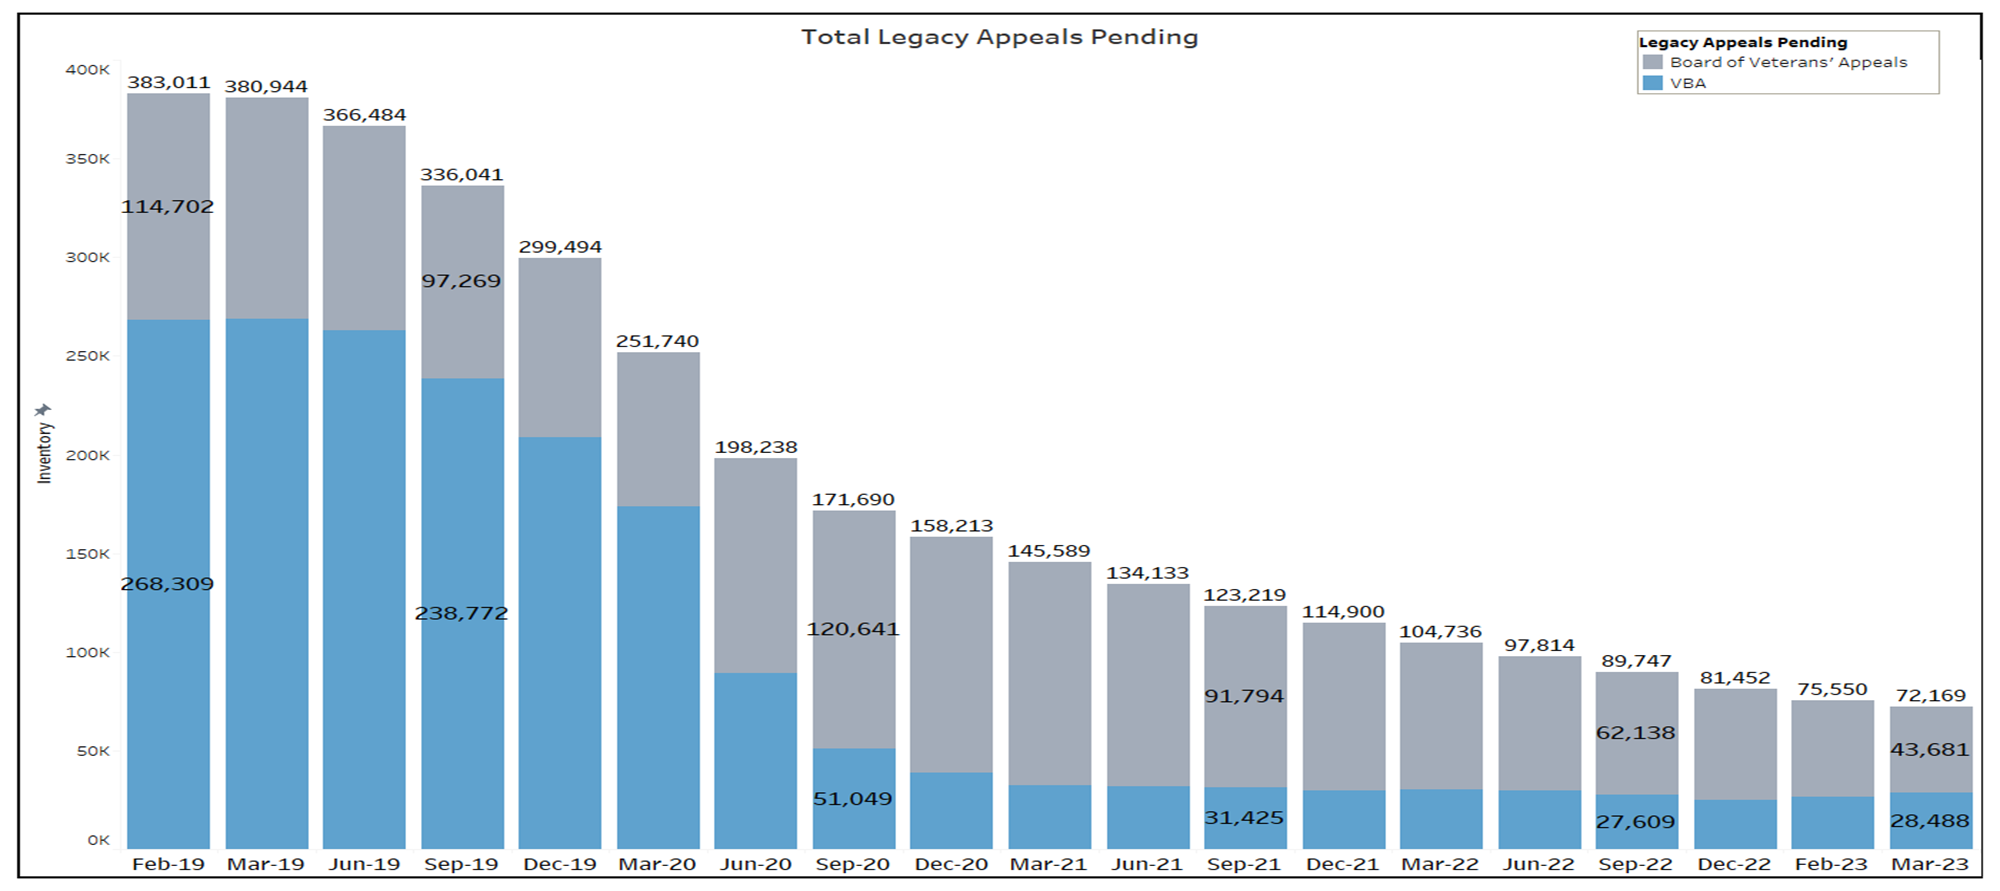 Total Legacy Appeals Pending
Legacy Appeals Pending
Board of Veterans’ Appeals
VBA
Inventory
400K
350K
300K
250K
200K
150K
100K
50K
0K
383,011
114,702
268,309
380,944
366,484
336,041
97,269
238,772
299,494
251,740
198,238
171,690
120,641
51,049
158,213
145,589
134,133
123,219
91,794
31,425
114,900
104,736
97,814
89,747
62,138
27,609
81,452
75,550
72,169
43,681
28,488
Feb-19 Mar-19 Jun-19 Sep-19 Dec-19 Mar-20 Jun-20 Sep-20 Dec-20 Mar-21 Jun-21 Sep-21 Dec-21 Mar-22 Jun-22 Sep-22 Dec-22 Feb-23 Mar-23